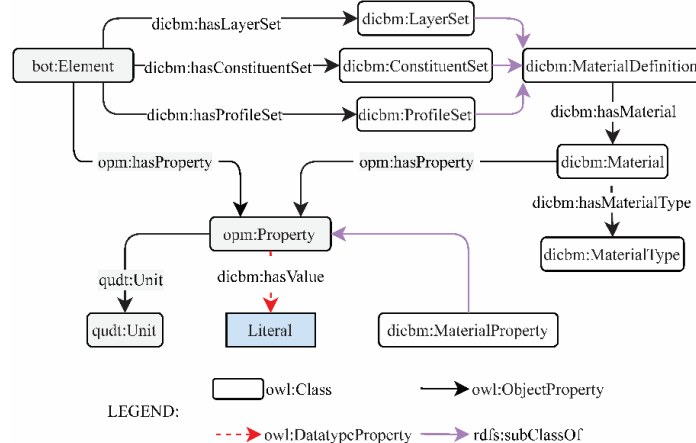 dicbm:hasLayerSet
dicbm:LayerSet
bot:Element
dicbm:hasConstituentSet
dicbm:ConstituentSet
dicbm:MaterialDefinition
dicbm:hasProfileSet
dicbm:ProfileSet
dicbm:hasMaterial
opm:hasProperty
opm:hasProperty
dicbm:Material
dicbm:hasMaterialType
opm:Property
dicbm:MaterialType
qudt:Unit
dicbm:hasValue
qudt:Unit
Literal
dicbm:MaterialProperty
owl:Class
owl:ObjectProperty
LEGEND:
owl:DatatypeProperty
rdfs:subClassOf